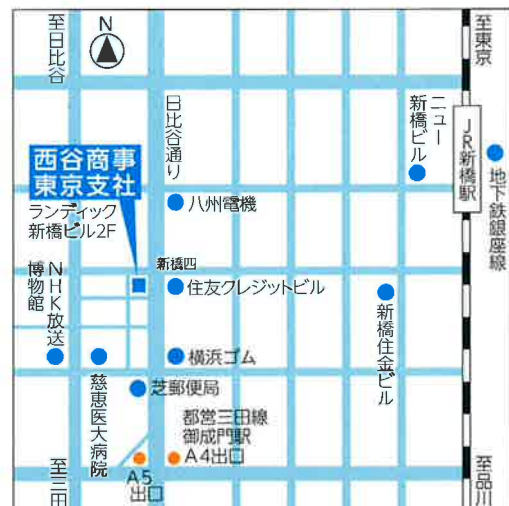 至日比谷
N
日比谷通り
ニュー
新橋ビル
至東京
JR新橋駅
地下鉄銀座線
西谷商事
東京支社
ランディック
新橋ビル2F
八州電機
新橋四
住友クレジットビル
新橋住金ビル
NHK放送
博物館
慈恵医大病院
横浜ゴム
芝郵便局
都営三田線
御成門駅
A4出口
A5
出口
至三田
至品川